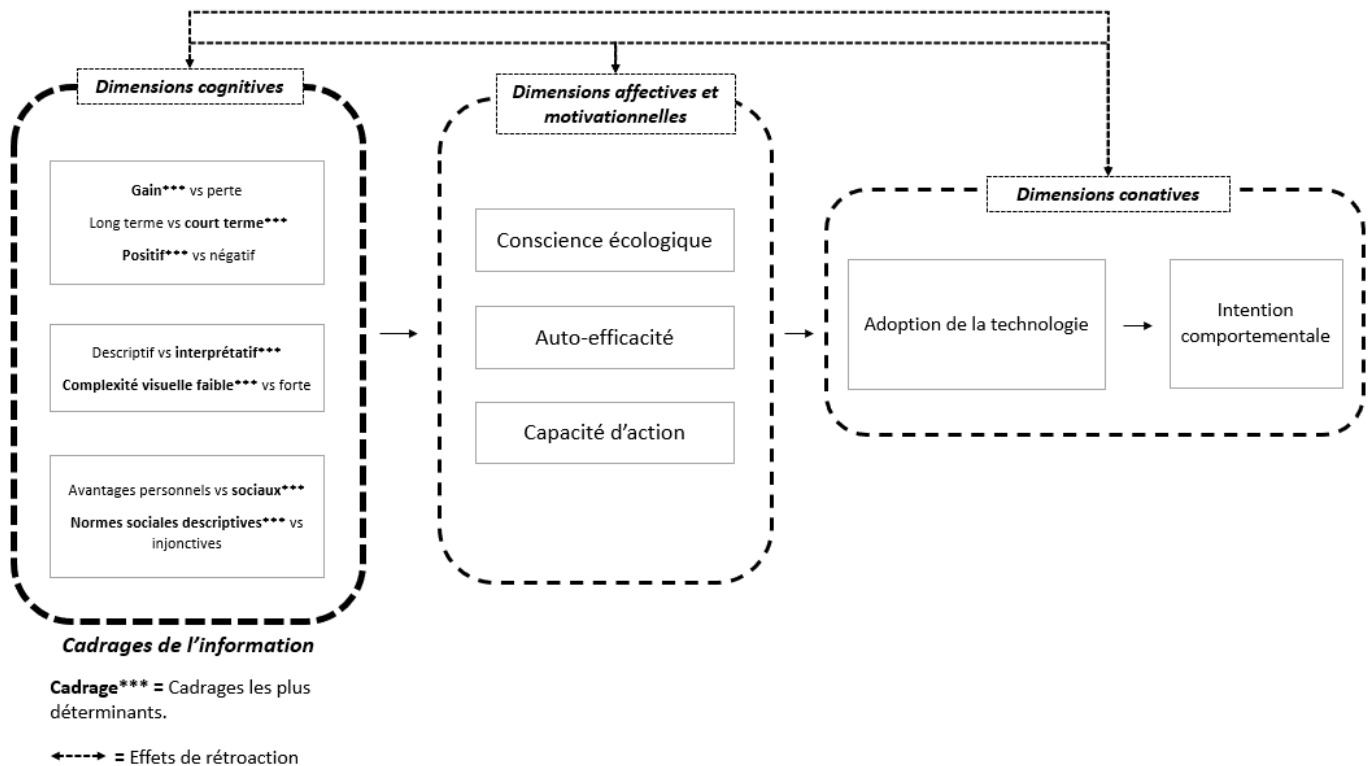 Dimensions cognitives
Gain*** vs perte
Long terme vs court terme***
Positif*** vs négatif
Descriptif vs interprétatif***
Complexité visuelle faible*** vs forte
Avantages personnels vs sociaux***
Normes sociales descriptives*** vs
injonctives
Cadrages de l'information
Dimensions affectives et
motivationnelles
Conscience écologique
Auto-efficacité
Capacité d'action
Dimensions conatives
Adoption de la technologie
Intention
comportementale
Cadrage*** = Cadrages les plus
déterminants.
= Effets de rétroaction